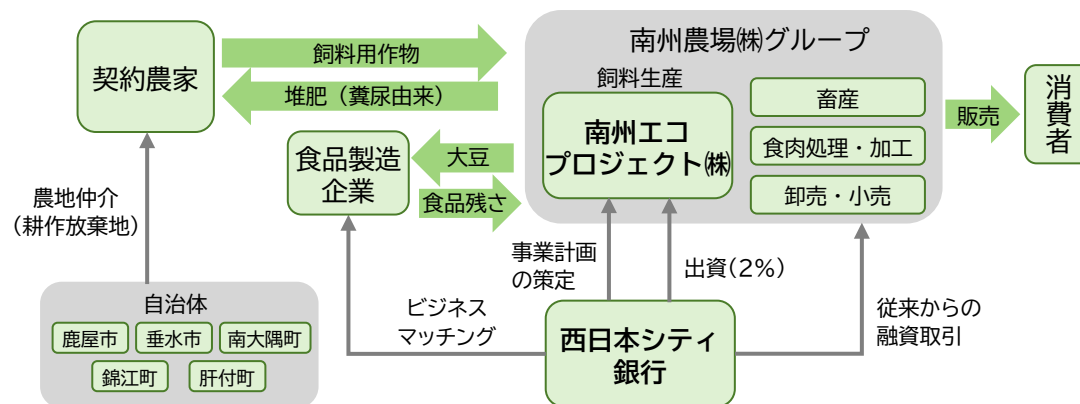 契約農家
飼料用作物
堆肥（糞尿由来）
南州農場㈱グループ
飼料生産
南州エコ
プロジェクト㈱
畜産
食肉処理・加工
卸売・小売
販売
消費者
食品製造
企業
大豆
食品残さ
農地仲介
（耕作放棄地）
自治体
鹿屋市
垂水市
南大隅町
錦江町
肝付町
ビジネス
マッチング
事業計画
の策定
出資（2％）
従来からの
融資取引
西日本シティ
銀行